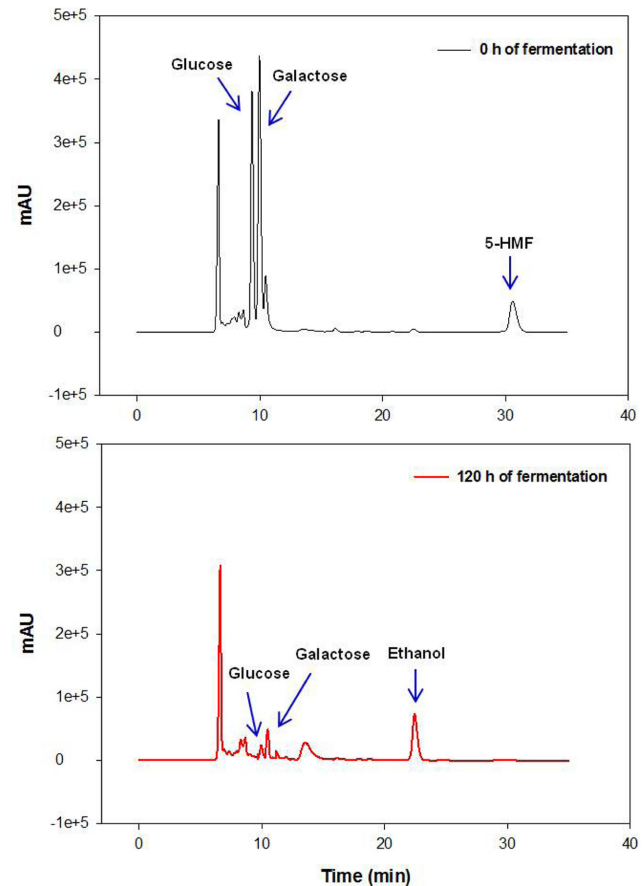 5e+5
0 h of fermentation
Glucose
Galactose
4e+5
3e+5
mAU
2e+5
5-HMF
1e+5
0
-1e+5
0 10 20 30 40
5e+5
120 h of fermentation
4e+5
3e+5
mAU
2e+5
Glucose
Galactose
Ethanol
1e+5
0
-1e+5
0 10 20 30 40
Time (min)